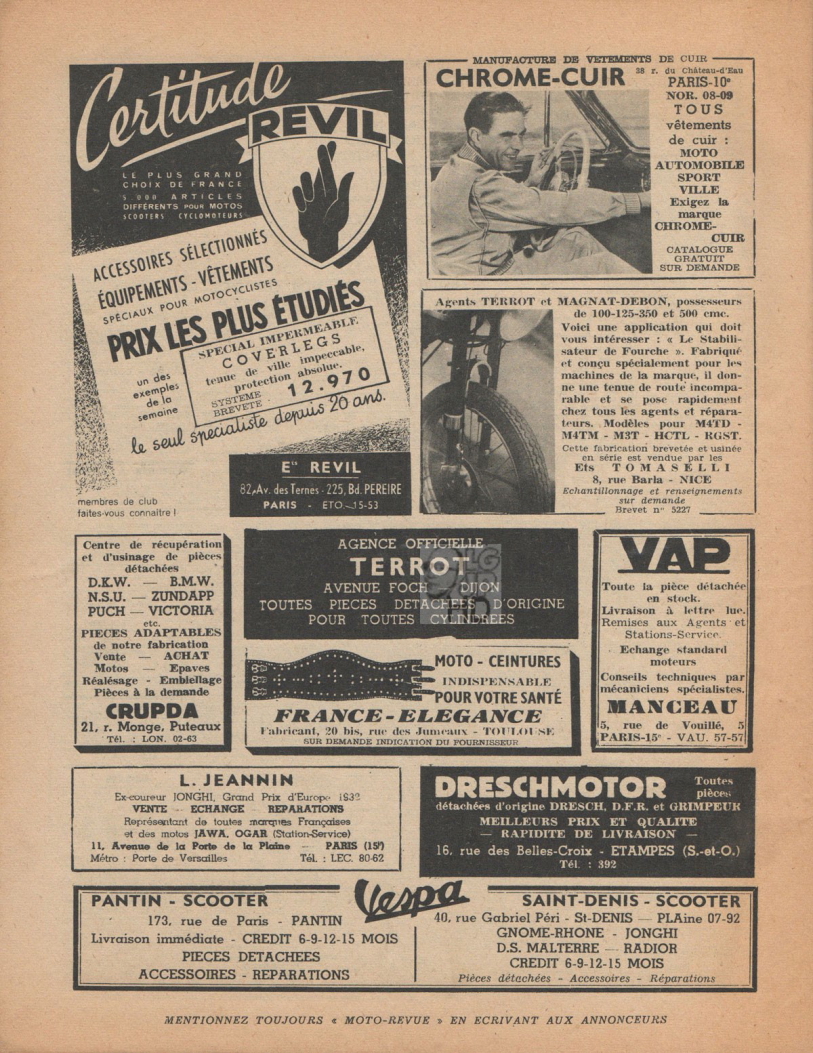 Certitude
REVIL
LE PLUS GRAND
CHOIX DE FRANCE
5.000 ARTICLES
DIFFÉRENTS POUR MOTOS
SCOOTERS CYCLOMOTEURS
ACCESSOIRES SÉLECTIONNÉS
ÉQUIPEMENTS - VÊTEMENTS
SPÉCIAUX POUR MOTOCYCLISTES
PRIX LES PLUS ÉTUDIÉS
un des
exemples
de la
semaine
SPECIAL IMPERMEABLE
COVERLEGS
tenue de ville impeccable,
protection absolue.
SYSTEME
BREVETE - 12.970
le seul spécialiste depuis 20 ans.
Ets REVIL
82, Av. des Ternes - 225, Bd. PEREIRE
PARIS - ETO. 15-53
membres de club
faites-vous connaitre !
MANUFACTURE DE VETEMENTS DE CUIR
CHROME-CUIR
38 r. du Château-d'Eau
PARIS-10e
NOR. 08-09
TOUS
vêtements
de cuir :
MOTO
AUTOMOBILE
SPORT
VILLE
Exigez la
marque
CHROME-
CUIR
CATALOGUE
GRATUIT
SUR DEMANDE
Agents TERROT et MAGNAT-DEBON, possesseurs
de 100-125-350 et 500 cmc.
Voici une application qui doit
vous intéresser : « Le Stabili-
sateur de Fourche ». Fabriqué
et conçu spécialement pour les
machines de la marque, il don-
ne une tenue de route incompa-
rable et se pose rapidement
chez tous les agents et répara-
teurs. Modèles pour M4TD -
M4TM - M3T - HCTL - RGST.
Cette fabrication brevetée et usinée
en série est vendue par les
Ets TOMASELLI
8, rue Barla - NICE
Echantillonnage et renseignements
sur demande
Brevet n° 5227
Centre de récupération
et d'usinage de pièces
détachées
D.K.W. — B.M.W.
N.S.U. — ZUNDAPP
PUCH — VICTORIA
etc.
PIECES ADAPTABLES
de notre fabrication
Vente — ACHAT
Motos — Epaves
Réalésage - Embiellage
Pièces à la demande
CRUPDA
21, r. Monge, Puteaux
Tél. : LON. 02-63
AGENCE OFFICIELLE
TERROT
AVENUE FOCH DIJON
TOUTES PIECES DETACHEES D'ORIGINE
POUR TOUTES CYLINDREES
MOTO - CEINTURES
INDISPENSABLE
POUR VOTRE SANTÉ
FRANCE-ELEGANCE
Fabricant, 20 bis, rue des Jumeaux - TOULOUSE
SUR DEMANDE INDICATION DU FOURNISSEUR
VAP
Toute la pièce détachée
en stock.
Livraison à lettre lue.
Remises aux Agents et
Stations-Service.
Echange standard
moteurs
Conseils techniques par
mécaniciens spécialistes.
MANCEAU
5, rue de Vouillé, 5
PARIS-15e - VAU. 57-57
L. JEANNIN
Ex-coureur JONGHI, Grand Prix d'Europe 1932
VENTE - ECHANGE - REPARATIONS
Représentant de toutes marques Françaises
et des motos JAWA, OGAR (Station-Service)
11, Avenue de la Porte de la Plaine — PARIS (15e)
Métro : Porte de Versailles Tél. : LEC. 80-62
DRESCHMOTOR
Toutes
pièces
détachées d'origine DRESCH, D.F.R. et GRIMPEUR
MEILLEURS PRIX ET QUALITE
— RAPIDITE DE LIVRAISON —
16, rue des Belles-Croix - ETAMPES (S.-et-O.)
Tél. : 392
Vespa
PANTIN - SCOOTER
173, rue de Paris - PANTIN
Livraison immédiate - CREDIT 6-9-12-15 MOIS
PIECES DETACHEES
ACCESSOIRES - REPARATIONS
SAINT-DENIS - SCOOTER
40, rue Gabriel Péri - St-DENIS — PLAine 07-92
GNOME-RHONE - JONGHI
D.S. MALTERRE — RADIOR
CREDIT 6-9-12-15 MOIS
Pièces détachées - Accessoires - Réparations
MENTIONNEZ TOUJOURS « MOTO-REVUE » EN ECRIVANT AUX ANNONCEURS